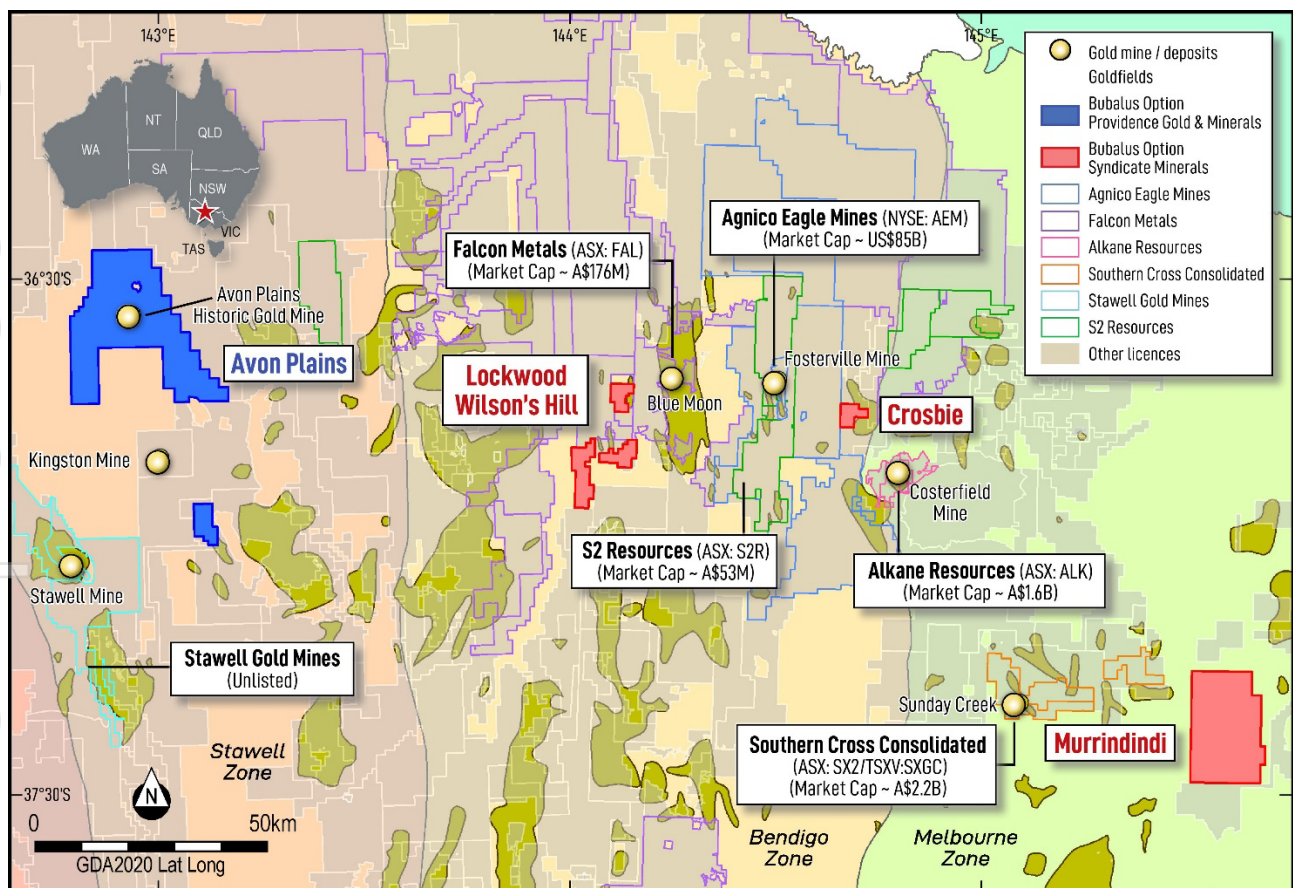 143°E
144°E
145°E
36°30'S
37°30'S
WA
NT
QLD
SA
NSW
VIC
TAS
Gold mine / deposits
Goldfields
Bubalus Option
Providence Gold & Minerals
Bubalus Option
Syndicate Minerals
Agnico Eagle Mines
Falcon Metals
Alkane Resources
Southern Cross Consolidated
Stawell Gold Mines
S2 Resources
Other licences
Agnico Eagle Mines (NYSE: AEM)
(Market Cap ~ US$85B)
Falcon Metals (ASX: FAL)
(Market Cap ~ A$176M)
Avon Plains
Historic Gold Mine
Avon Plains
Lockwood
Wilson's Hill
Blue Moon
Fosterville Mine
Crosbie
Kingston Mine
Costerfield
Mine
S2 Resources (ASX: S2R)
(Market Cap ~ A$53M)
Alkane Resources (ASX: ALK)
(Market Cap ~ A$1.6B)
Stawell Mine
Stawell Gold Mines
(Unlisted)
Sunday Creek
Murrindindi
Southern Cross Consolidated
(ASX: SX2/TSXV:SXGC)
(Market Cap ~ A$2.2B)
Stawell
Zone
Bendigo
Zone
Melbourne
Zone
N
0
50km
GDA2020 Lat Long